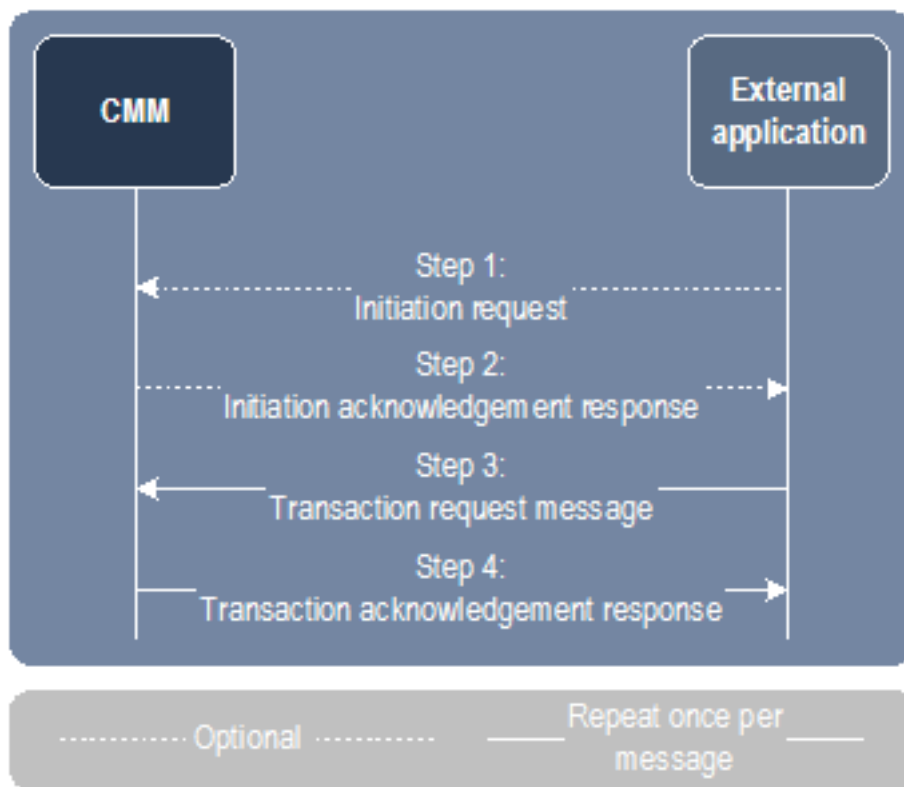 CMM
External
application
Step 1:
Initiation request
Step 2:
Initiation acknowledgement response
Step 3:
Transaction request message
Step 4:
Transaction acknowledgement response
Optional
Repeat once per
message